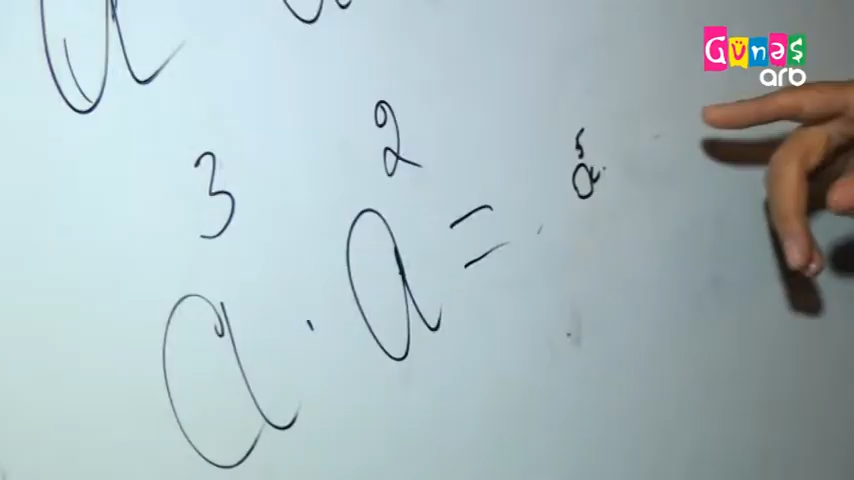 Günəş
arb
a³ · a² = a⁵